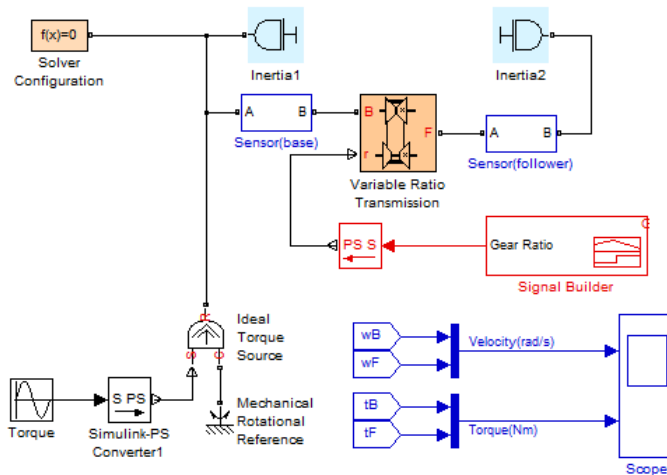 f(x)=0
Solver
Configuration
Inertia1
Inertia2
A B
Sensor(base)
B
F
r
Variable Ratio
Transmission
A B
Sensor(follower)
PS S
Gear Ratio
Signal Builder
R
S
C
Ideal
Torque
Source
Torque
S PS
Simulink-PS
Converter1
Mechanical
Rotational
Reference
wB
wF
Velocity(rad/s)
tB
tF
Torque(Nm)
Scope